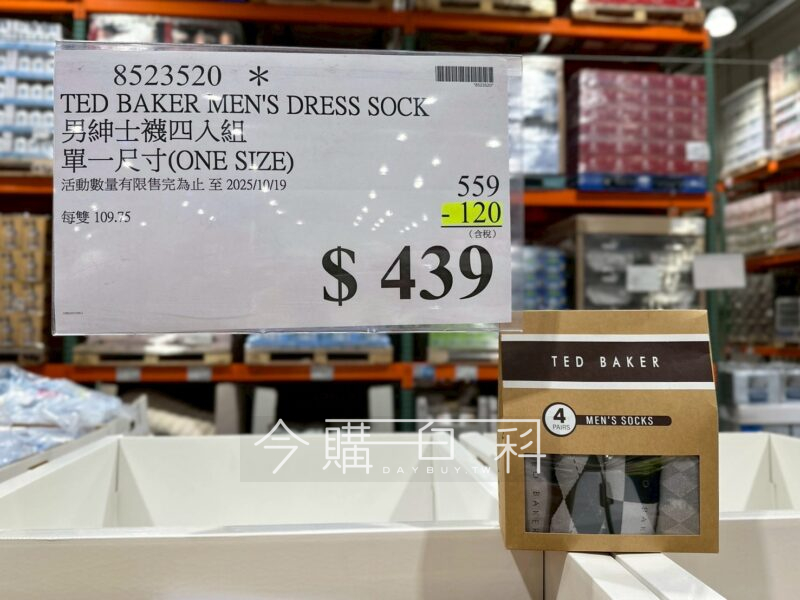 8523520 *
TED BAKER MEN'S DRESS SOCK
男紳士襪四入組
單一尺寸(ONE SIZE)
活動數量有限售完為止 至 2025/10/19
559
- 120
每雙 109.75
(含稅)
$ 439
TED BAKER
4
PAIRS
MEN'S SOCKS
今購百科
DAYBUY.TW